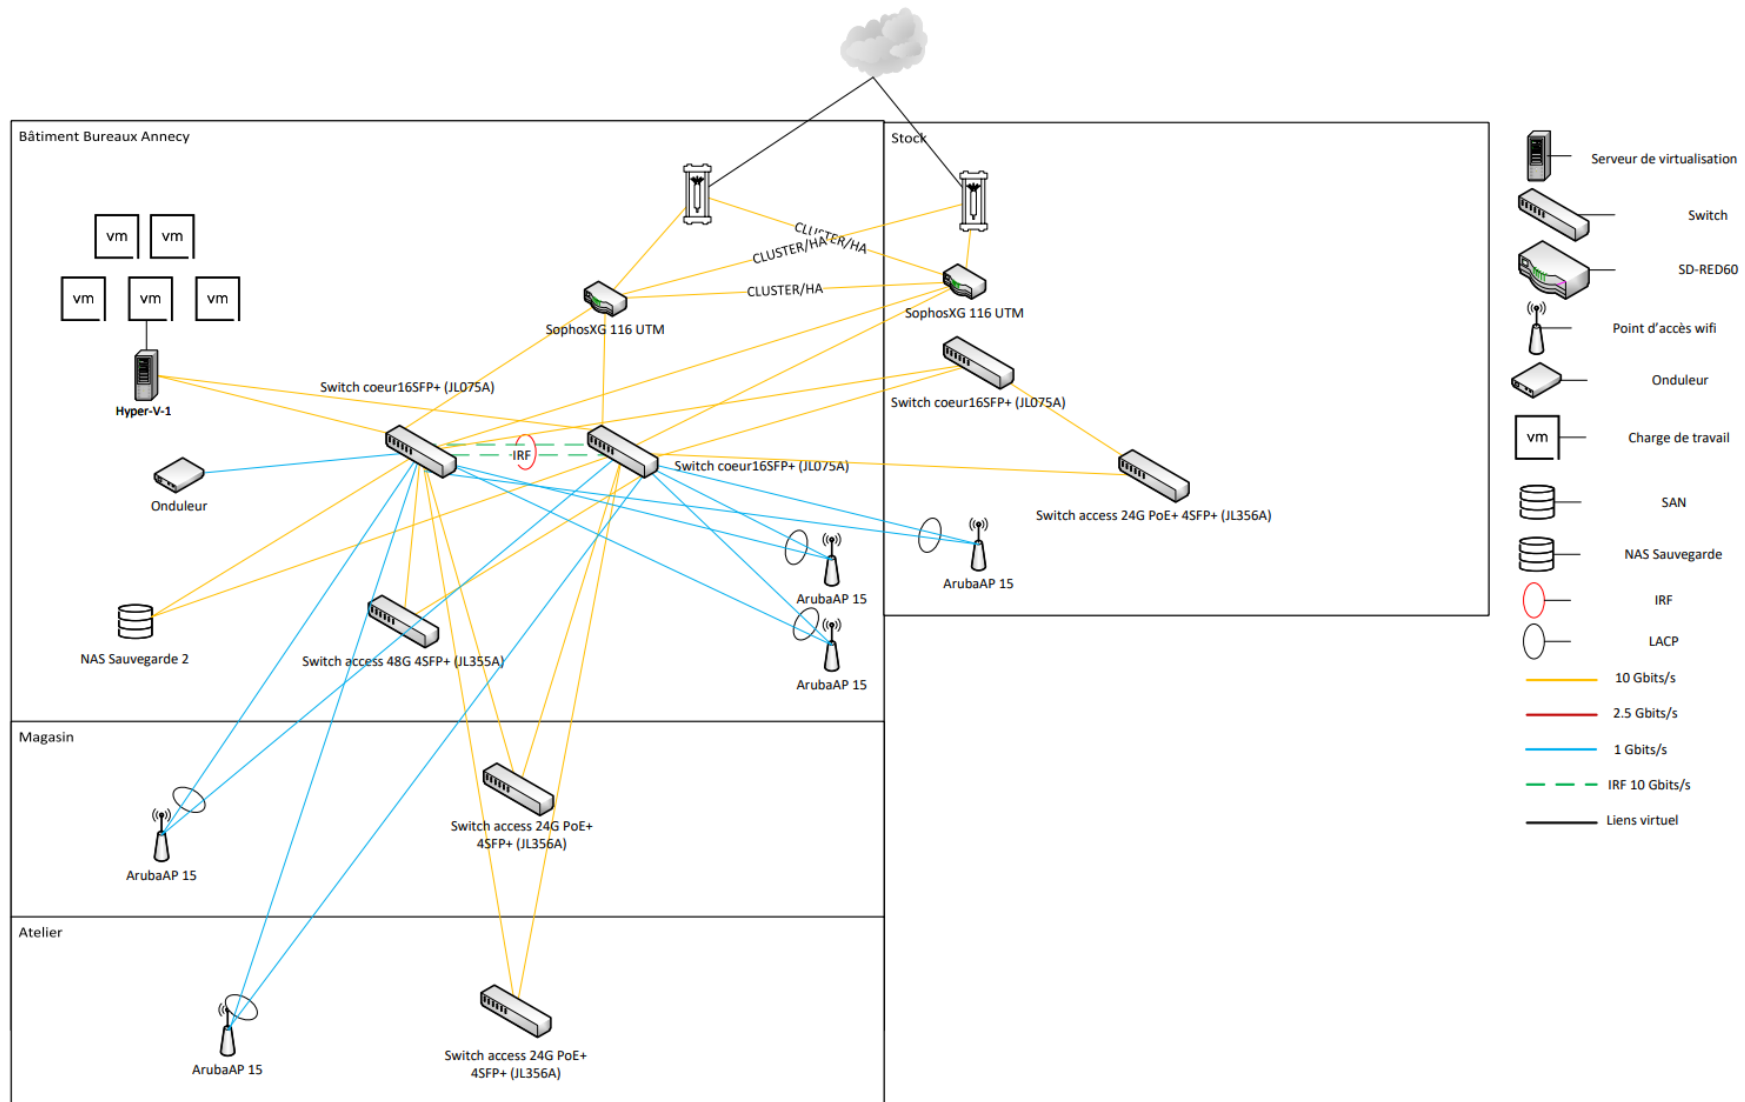 Bâtiment Bureaux Annecy
Stock
vm
vm
vm
vm
vm
Hyper-V-1
CLUSTER/HA
CLUSTER/HA
CLUSTER/HA
SophosXG 116 UTM
SophosXG 116 UTM
Switch coeur16SFP+ (JL075A)
Switch coeur16SFP+ (JL075A)
IRF
Switch coeur16SFP+ (JL075A)
Onduleur
Switch access 24G PoE+ 4SFP+ (JL356A)
ArubaAP 15
ArubaAP 15
NAS Sauvegarde 2
Switch access 48G 4SFP+ (JL355A)
ArubaAP 15
Magasin
Switch access 24G PoE+
4SFP+ (JL356A)
ArubaAP 15
Atelier
Switch access 24G PoE+
4SFP+ (JL356A)
ArubaAP 15
Serveur de virtualisation
Switch
SD-RED60
Point d'accès wifi
Onduleur
vm
Charge de travail
SAN
NAS Sauvegarde
IRF
LACP
10 Gbits/s
2.5 Gbits/s
1 Gbits/s
IRF 10 Gbits/s
Liens virtuel